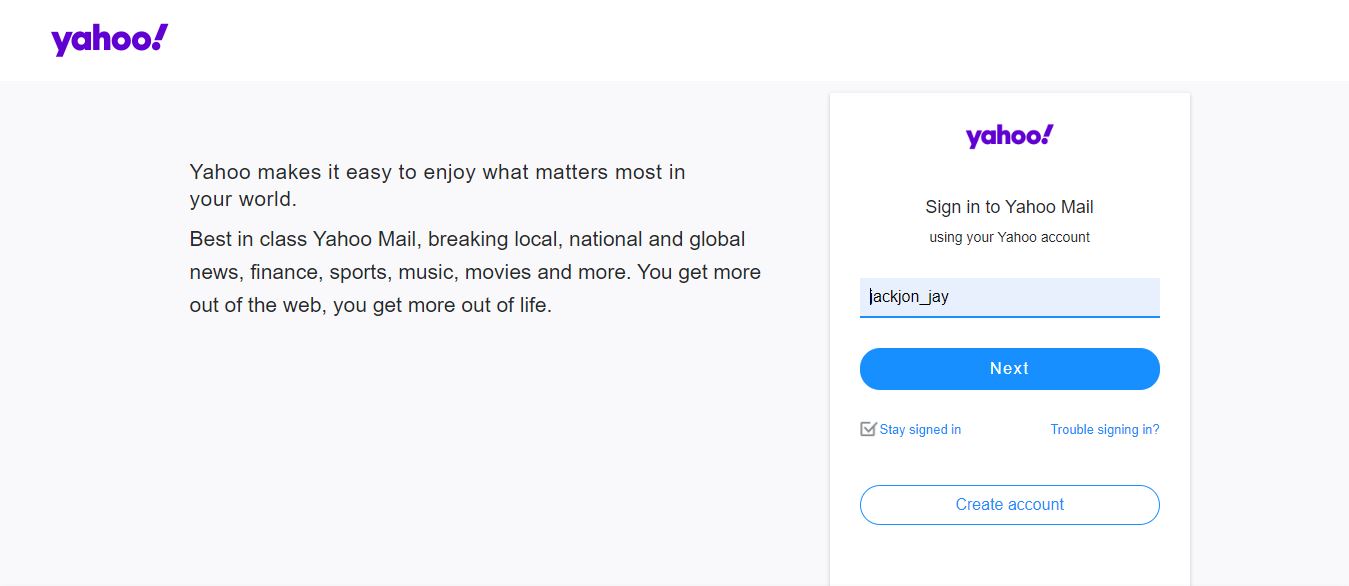 yahoo!
Yahoo makes it easy to enjoy what matters most in
your world.
Best in class Yahoo Mail, breaking local, national and global
news, finance, sports, music, movies and more. You get more
out of the web, you get more out of life.
yahoo!
Sign in to Yahoo Mail
using your Yahoo account
jackjon_jay
Next
Stay signed in
Trouble signing in?
Create account